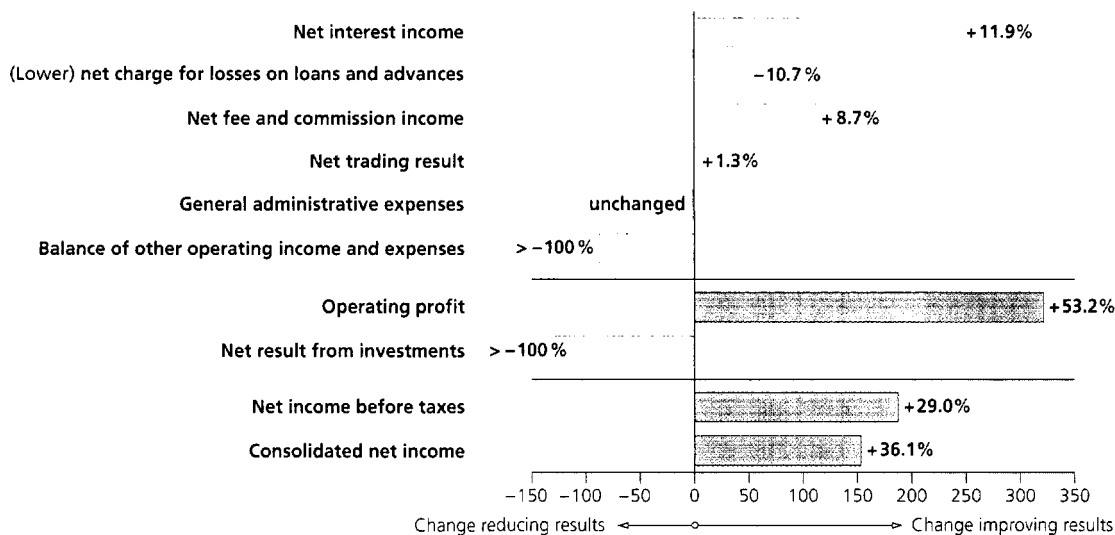 Net interest income +11.9%
(Lower) net charge for losses on loans and advances −10.7%
Net fee and commission income +8.7%
Net trading result +1.3%
General administrative expenses unchanged
Balance of other operating income and expenses > −100%
Operating profit +53.2%
Net result from investments > −100%
Net income before taxes +29.0%
Consolidated net income +36.1%
−150 −100 −50 0 50 100 150 200 250 300 350
Change reducing results Change improving results